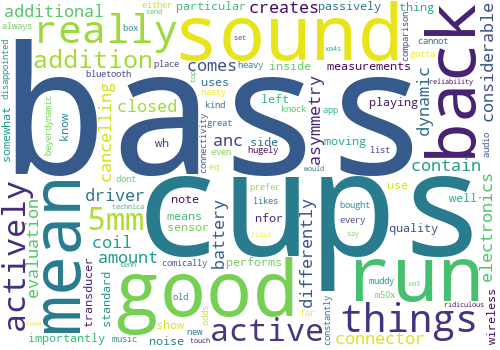 either
always
send
box
additional
particular
passively
thing
really
sound
creates
app
set
xm4s
comparison
cannot
gotta
disappointed
bluetooth
place
heavy
inside
measurements
top
addition
comes
back
dynamic
considerable
reliability
list
bass
somewhat
beyerdynamic
know
closed
cancelling
uses
nasty
kind
great
connectivity
even
eq
left
anc
side
hugely
knock
asymmetry
playing
moving
audio
wh
cups
actively
mean
5mm
driver
note
nfor
battery
differently
dont
prefer
likes
would
bought
every
say
use
quality
contain
well
electronics
evaluation
transducer
coil
means
sensor
amount
technica
standard
comically
performs
tidal
run
good
muddy
m50x
xm3
ridiculous
wireless
importantly
show
noise
music
senn
old
new
touch
odds
active
far
constantly
things
connector